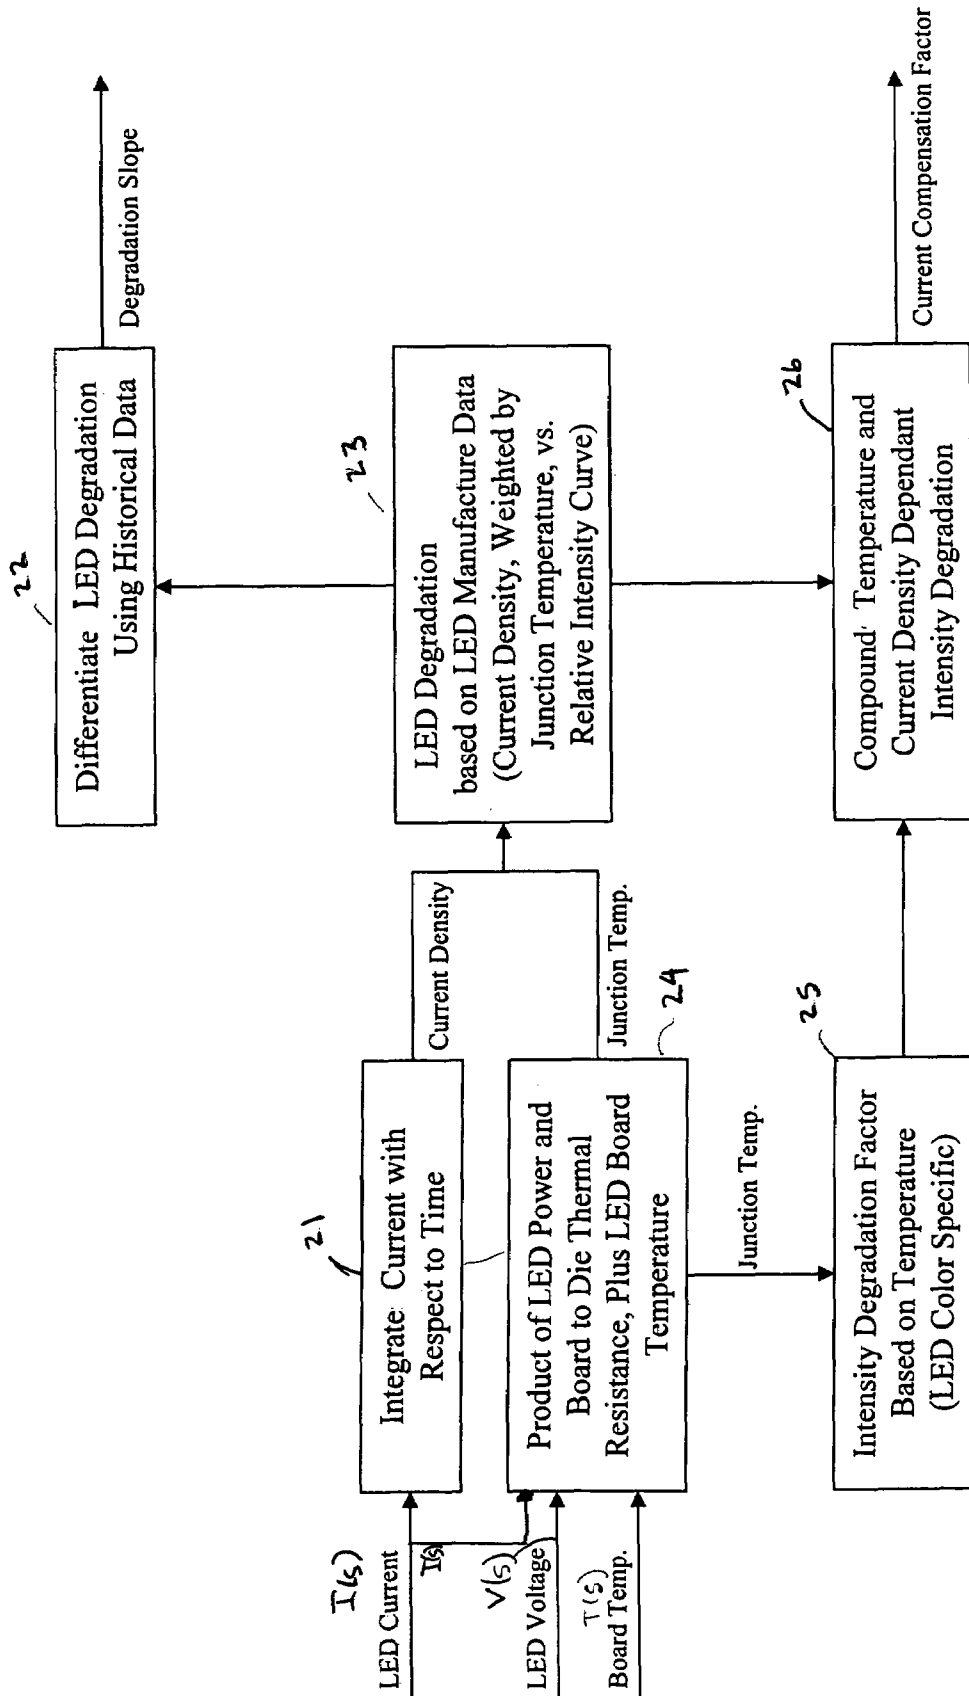 22
Differentiate LED Degradation
Using Historical Data
Degradation Slope
I(s)
LED Current
I(s)
21
Integrate Current with
Respect to Time
Current Density
23
LED Degradation
based on LED Manufacture Data
(Current Density, Weighted by
Junction Temperature, vs.
Relative Intensity Curve)
V(s)
LED Voltage
T(s)
Board Temp.
Product of LED Power and
Board to Die Thermal
Resistance, Plus LED Board
Temperature
24
Junction Temp.
Junction Temp.
25
Intensity Degradation Factor
Based on Temperature
(LED Color Specific)
26
Compound Temperature and
Current Density Dependant
Intensity Degradation
Current Compensation Factor